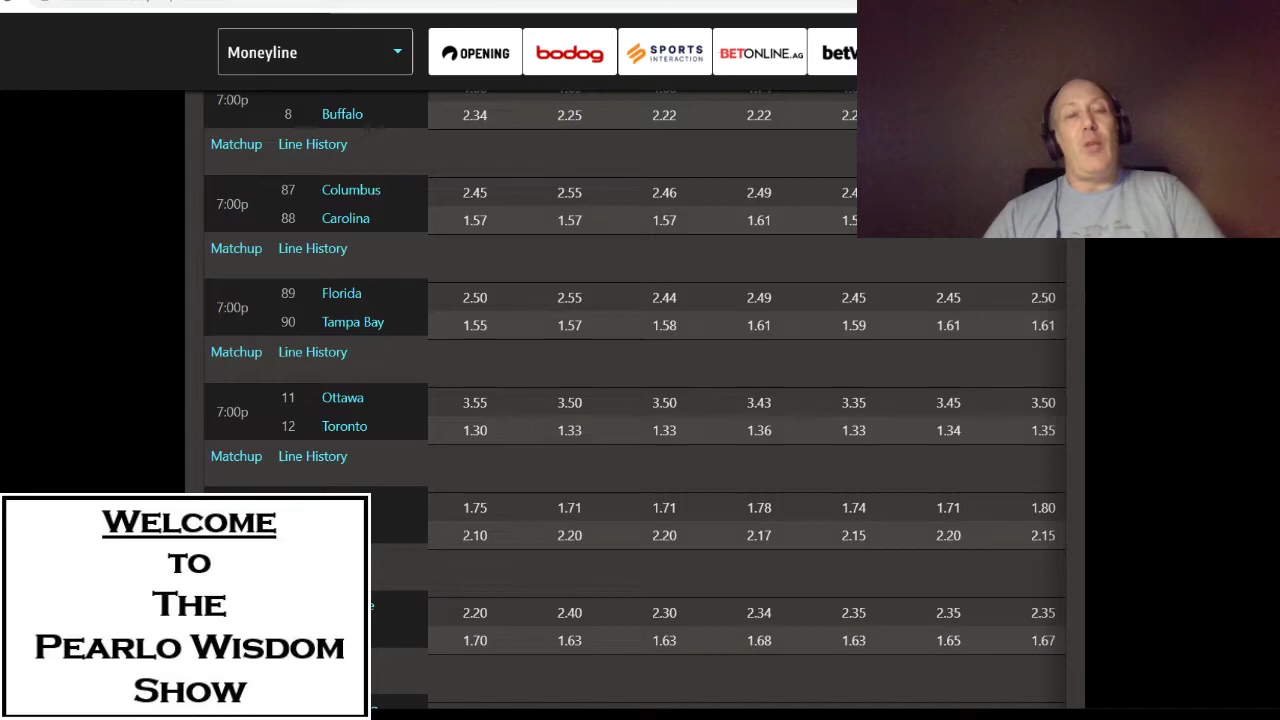 Moneyline
OPENING bodog SPORTS INTERACTION BETONLINE.AG
7:00p
8 Buffalo 2.34 2.25 2.22 2.22
Matchup Line History
87 Columbus 2.45 2.55 2.46 2.49
7:00p
88 Carolina 1.57 1.57 1.57 1.61
Matchup Line History
89 Florida 2.50 2.55 2.44 2.49 2.45 2.45 2.50
7:00p
90 Tampa Bay 1.55 1.57 1.58 1.61 1.59 1.61 1.61
Matchup Line History
11 Ottawa 3.55 3.50 3.50 3.43 3.35 3.45 3.50
7:00p
12 Toronto 1.30 1.33 1.33 1.36 1.33 1.34 1.35
Matchup Line History
1.75 1.71 1.71 1.78 1.74 1.71 1.80
2.10 2.20 2.20 2.17 2.15 2.20 2.15
2.20 2.40 2.30 2.34 2.35 2.35 2.35
1.70 1.63 1.63 1.68 1.63 1.65 1.67
Welcome
to
The
Pearlo Wisdom
Show